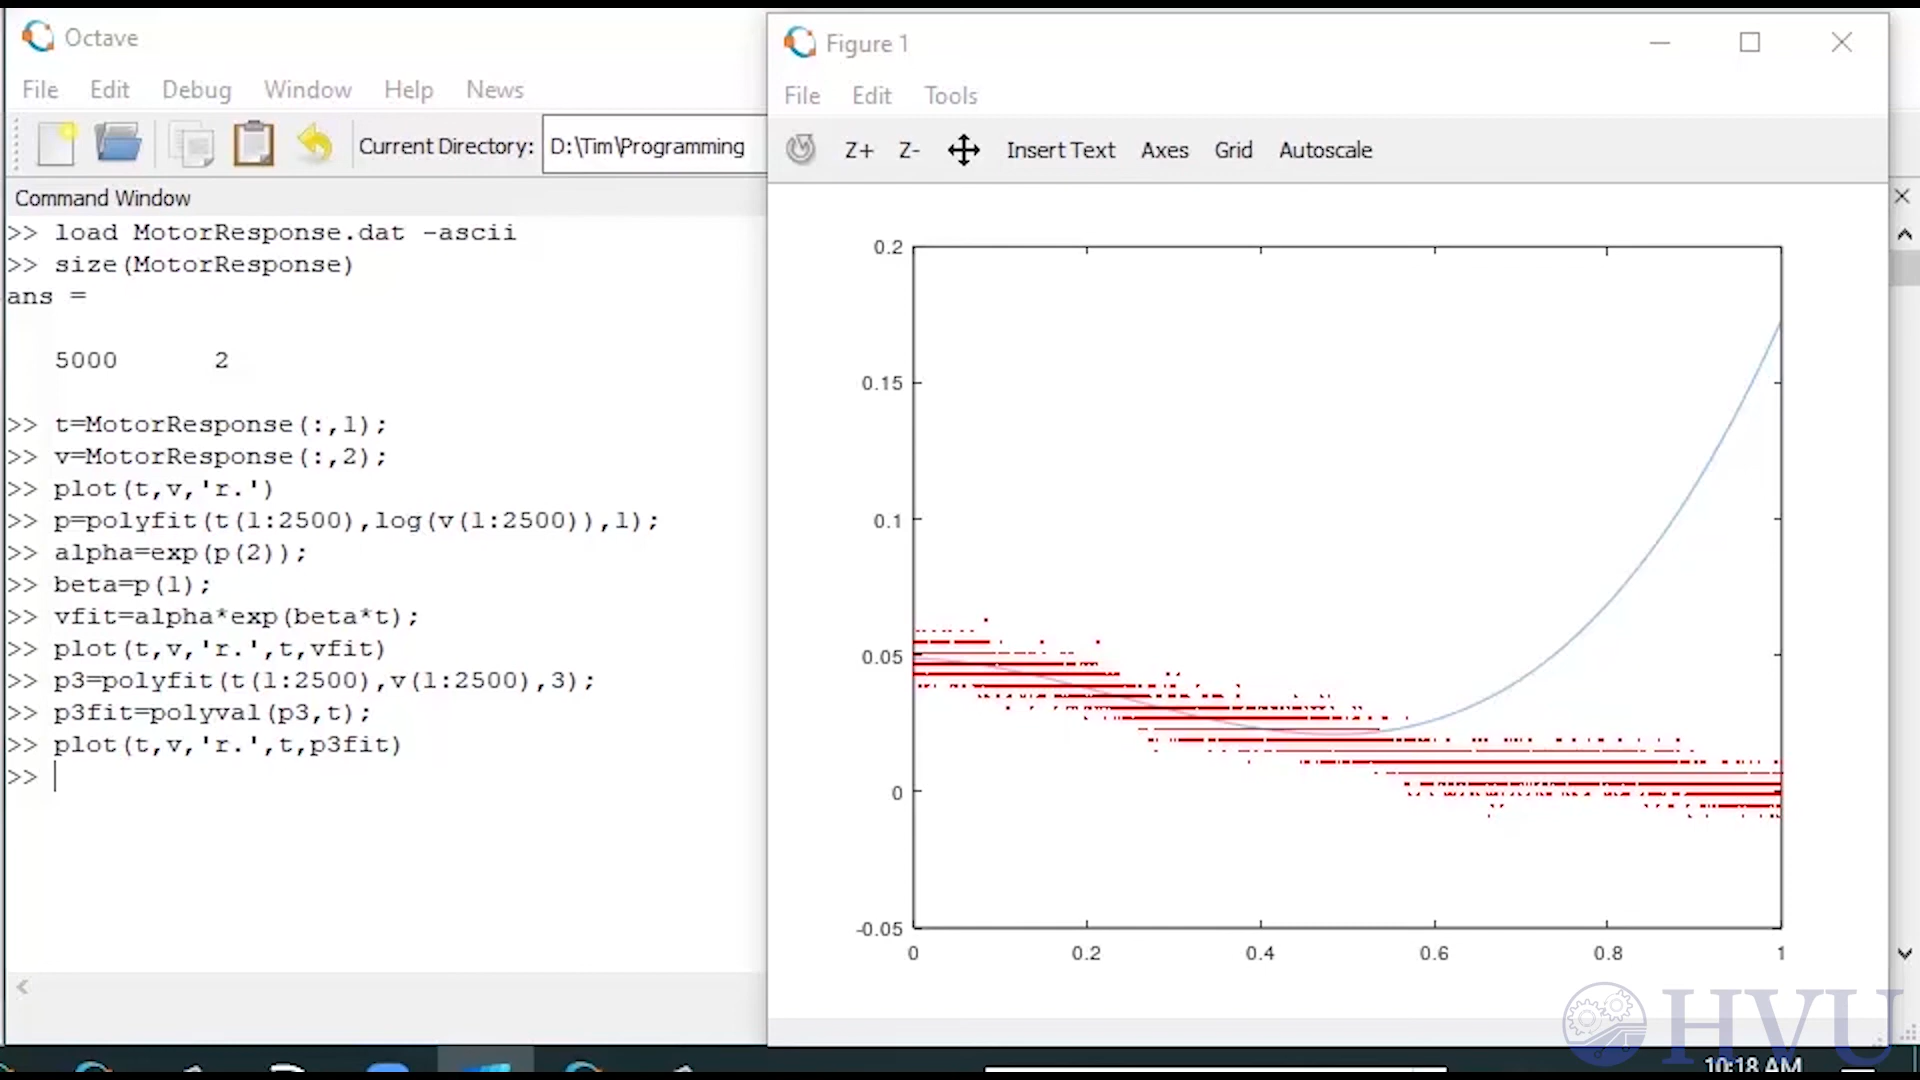 Octave
File Edit Debug Window Help News
Current Directory: D:\Tim\Programming
Command Window
>> load MotorResponse.dat -ascii
>> size(MotorResponse)
ans =
5000 2
>> t=MotorResponse(:,1);
>> v=MotorResponse(:,2);
>> plot(t,v,'r.')
>> p=polyfit(t(1:2500),log(v(1:2500)),1);
>> alpha=exp(p(2));
>> beta=p(1);
>> vfit=alpha*exp(beta*t);
>> plot(t,v,'r.',t,vfit)
>> p3=polyfit(t(1:2500),v(1:2500),3);
>> p3fit=polyval(p3,t);
>> plot(t,v,'r.',t,p3fit)
>>
Figure 1
File Edit Tools
Z+ Z- Insert Text Axes Grid Autoscale
0.2
0.15
0.1
0.05
0
-0.05
0 0.2 0.4 0.6 0.8 1
HVU
10:18 AM